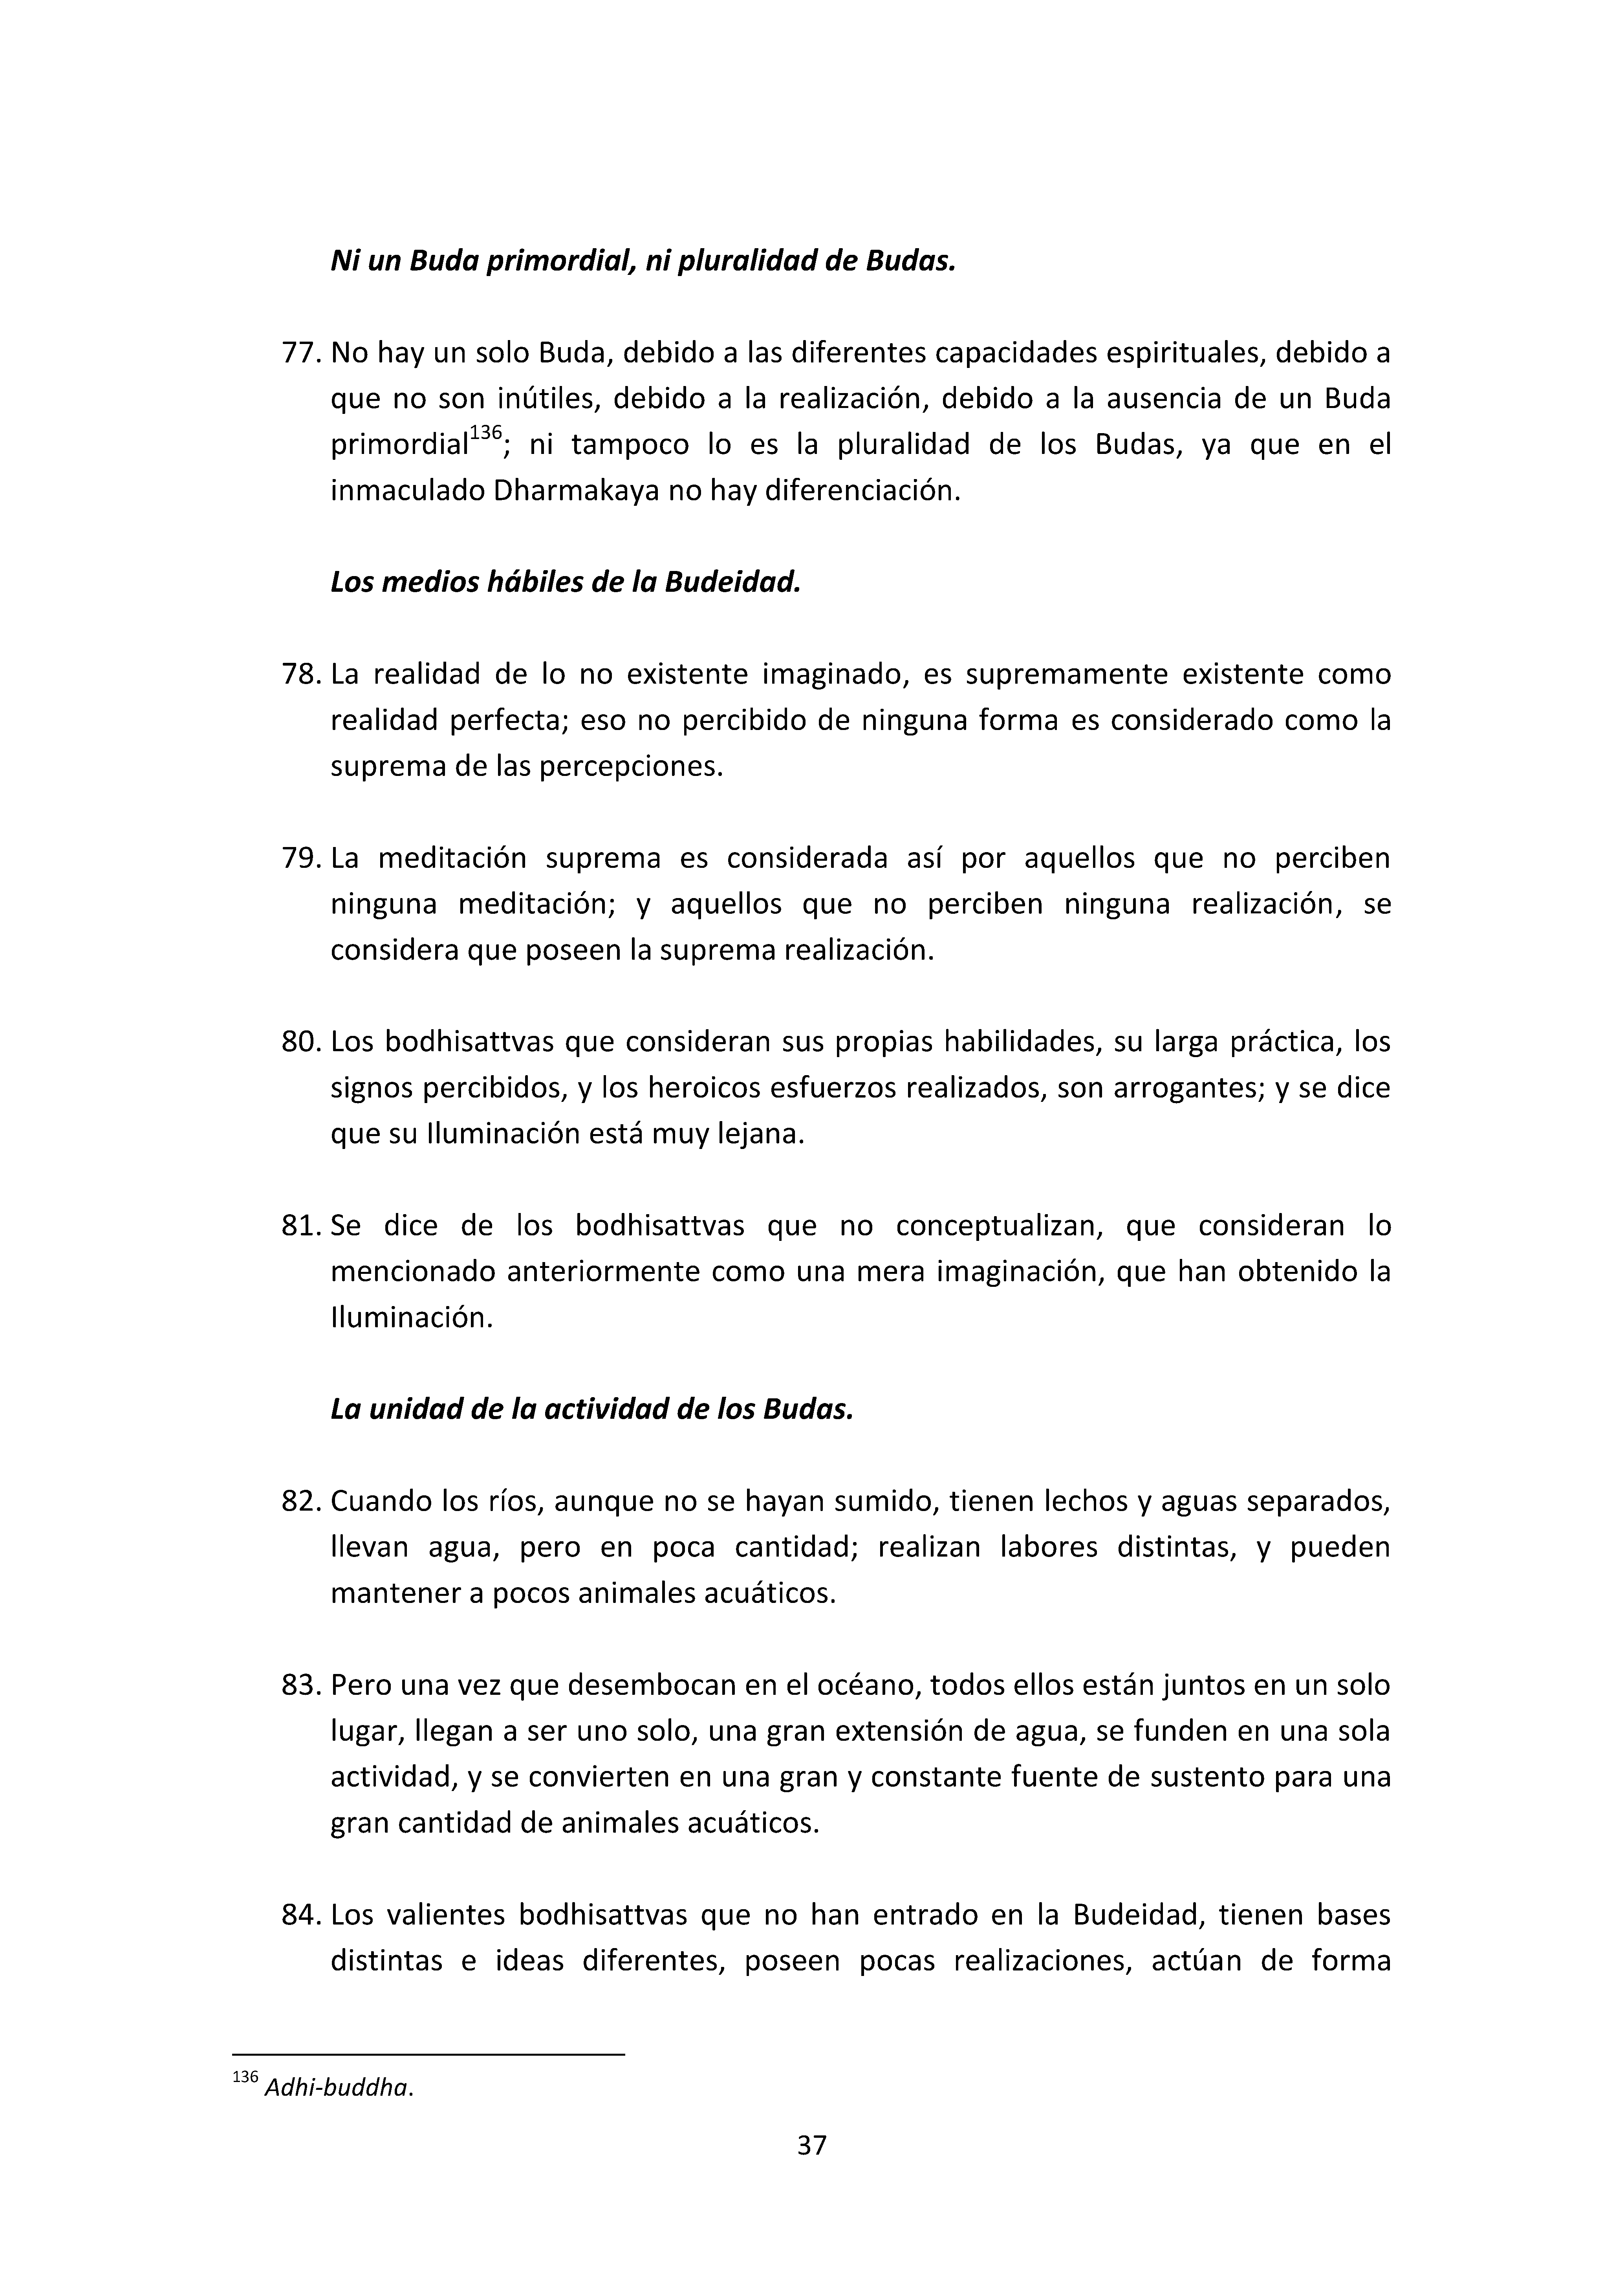 Ni un Buda primordial, ni pluralidad de Budas.
77. No hay un solo Buda, debido a las diferentes capacidades espirituales, debido a
que no son inútiles, debido a la realización, debido a la ausencia de un Buda
primordial136; ni tampoco lo es la pluralidad de los Budas, ya que en el
inmaculado Dharmakaya no hay diferenciación.
Los medios hábiles de la Budeidad.
78. La realidad de lo no existente imaginado, es supremamente existente como
realidad perfecta; eso no percibido de ninguna forma es considerado como la
suprema de las percepciones.
79. La meditación suprema es considerada así por aquellos que no perciben
ninguna meditación; y aquellos que no perciben ninguna realización, se
considera que poseen la suprema realización.
80. Los bodhisattvas que consideran sus propias habilidades, su larga práctica, los
signos percibidos, y los heroicos esfuerzos realizados, son arrogantes; y se dice
que su Iluminación está muy lejana.
81. Se dice de los bodhisattvas que no conceptualizan, que consideran lo
mencionado anteriormente como una mera imaginación, que han obtenido la
Iluminación.
La unidad de la actividad de los Budas.
82. Cuando los ríos, aunque no se hayan sumido, tienen lechos y aguas separados,
llevan agua, pero en poca cantidad; realizan labores distintas, y pueden
mantener a pocos animales acuáticos.
83. Pero una vez que desembocan en el océano, todos ellos están juntos en un solo
lugar, llegan a ser uno solo, una gran extensión de agua, se funden en una sola
actividad, y se convierten en una gran y constante fuente de sustento para una
gran cantidad de animales acuáticos.
84. Los valientes bodhisattvas que no han entrado en la Budeidad, tienen bases
distintas e ideas diferentes, poseen pocas realizaciones, actúan de forma
136 Adhi-buddha.
37